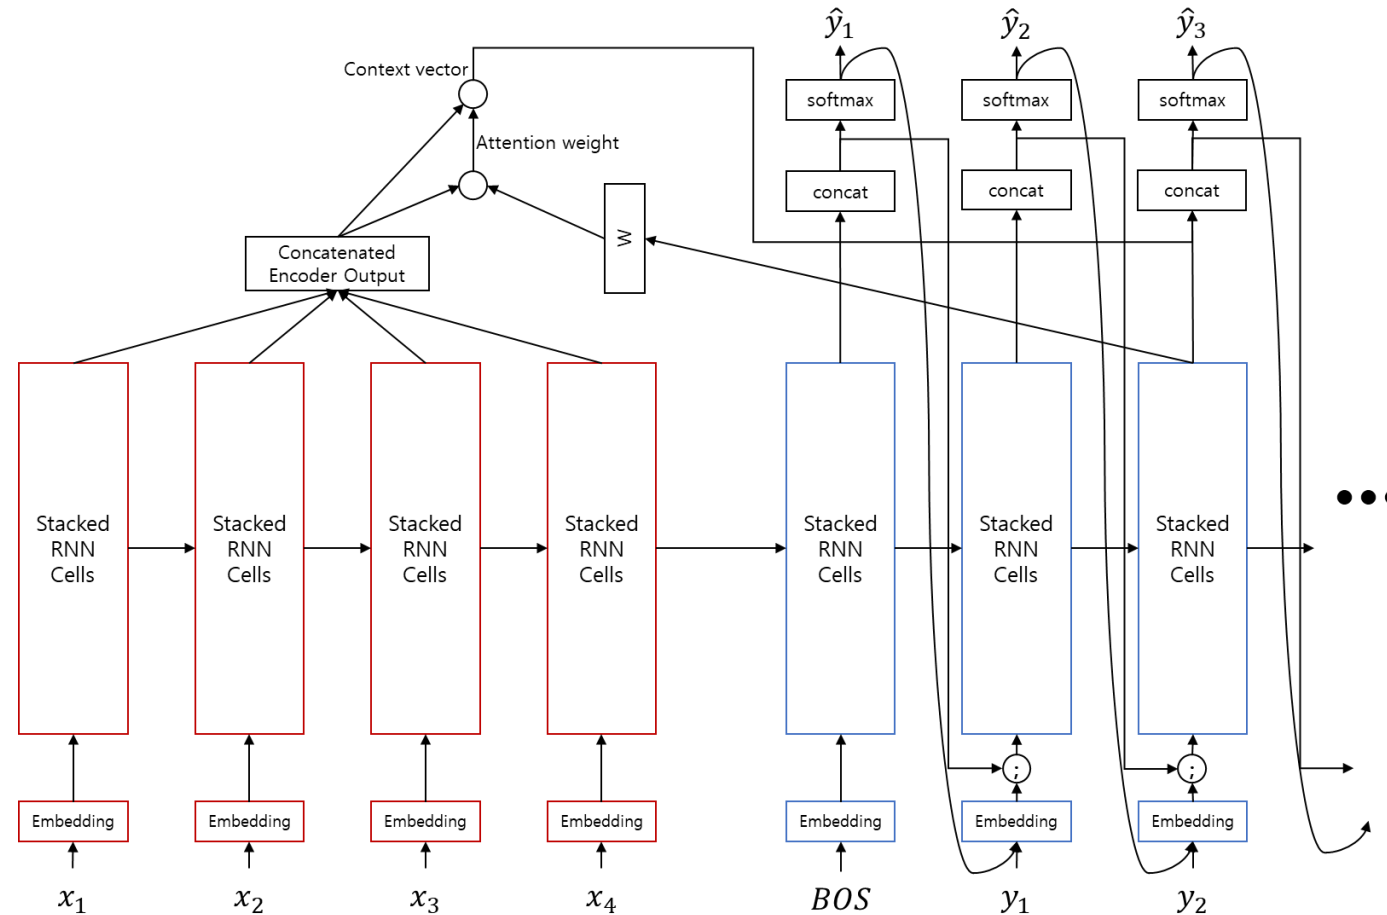 ŷ1 ŷ2 ŷ3
Context vector
softmax softmax softmax
Attention weight
concat concat concat
W
Concatenated
Encoder Output
Stacked Stacked Stacked Stacked Stacked Stacked Stacked
RNN RNN RNN RNN RNN RNN RNN
Cells Cells Cells Cells Cells Cells Cells
; ;
Embedding Embedding Embedding Embedding Embedding Embedding Embedding
x1 x2 x3 x4 BOS y1 y2